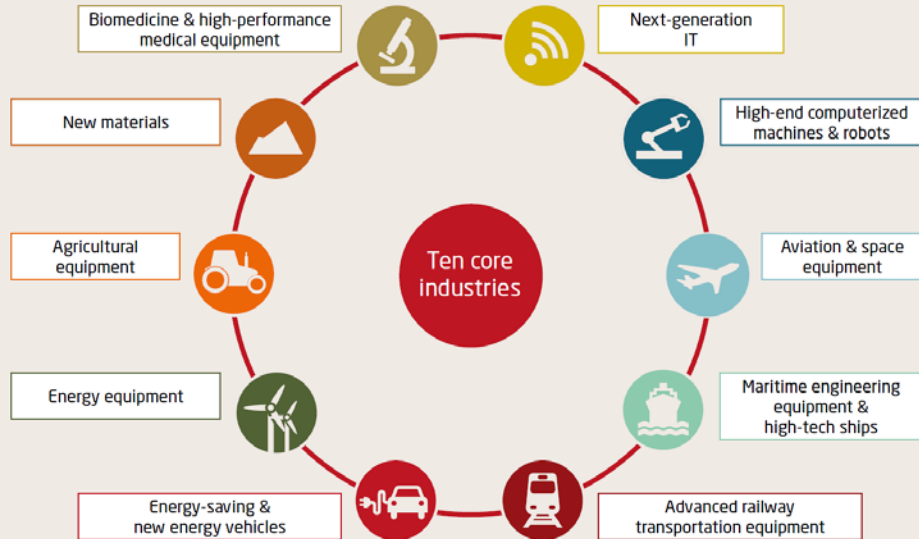 Biomedicine & high-performance
medical equipment
Next-generation
IT
New materials
High-end computerized
machines & robots
Agricultural
equipment
Ten core
industries
Aviation & space
equipment
Energy equipment
Maritime engineering
equipment &
high-tech ships
Energy-saving &
new energy vehicles
Advanced railway
transportation equipment